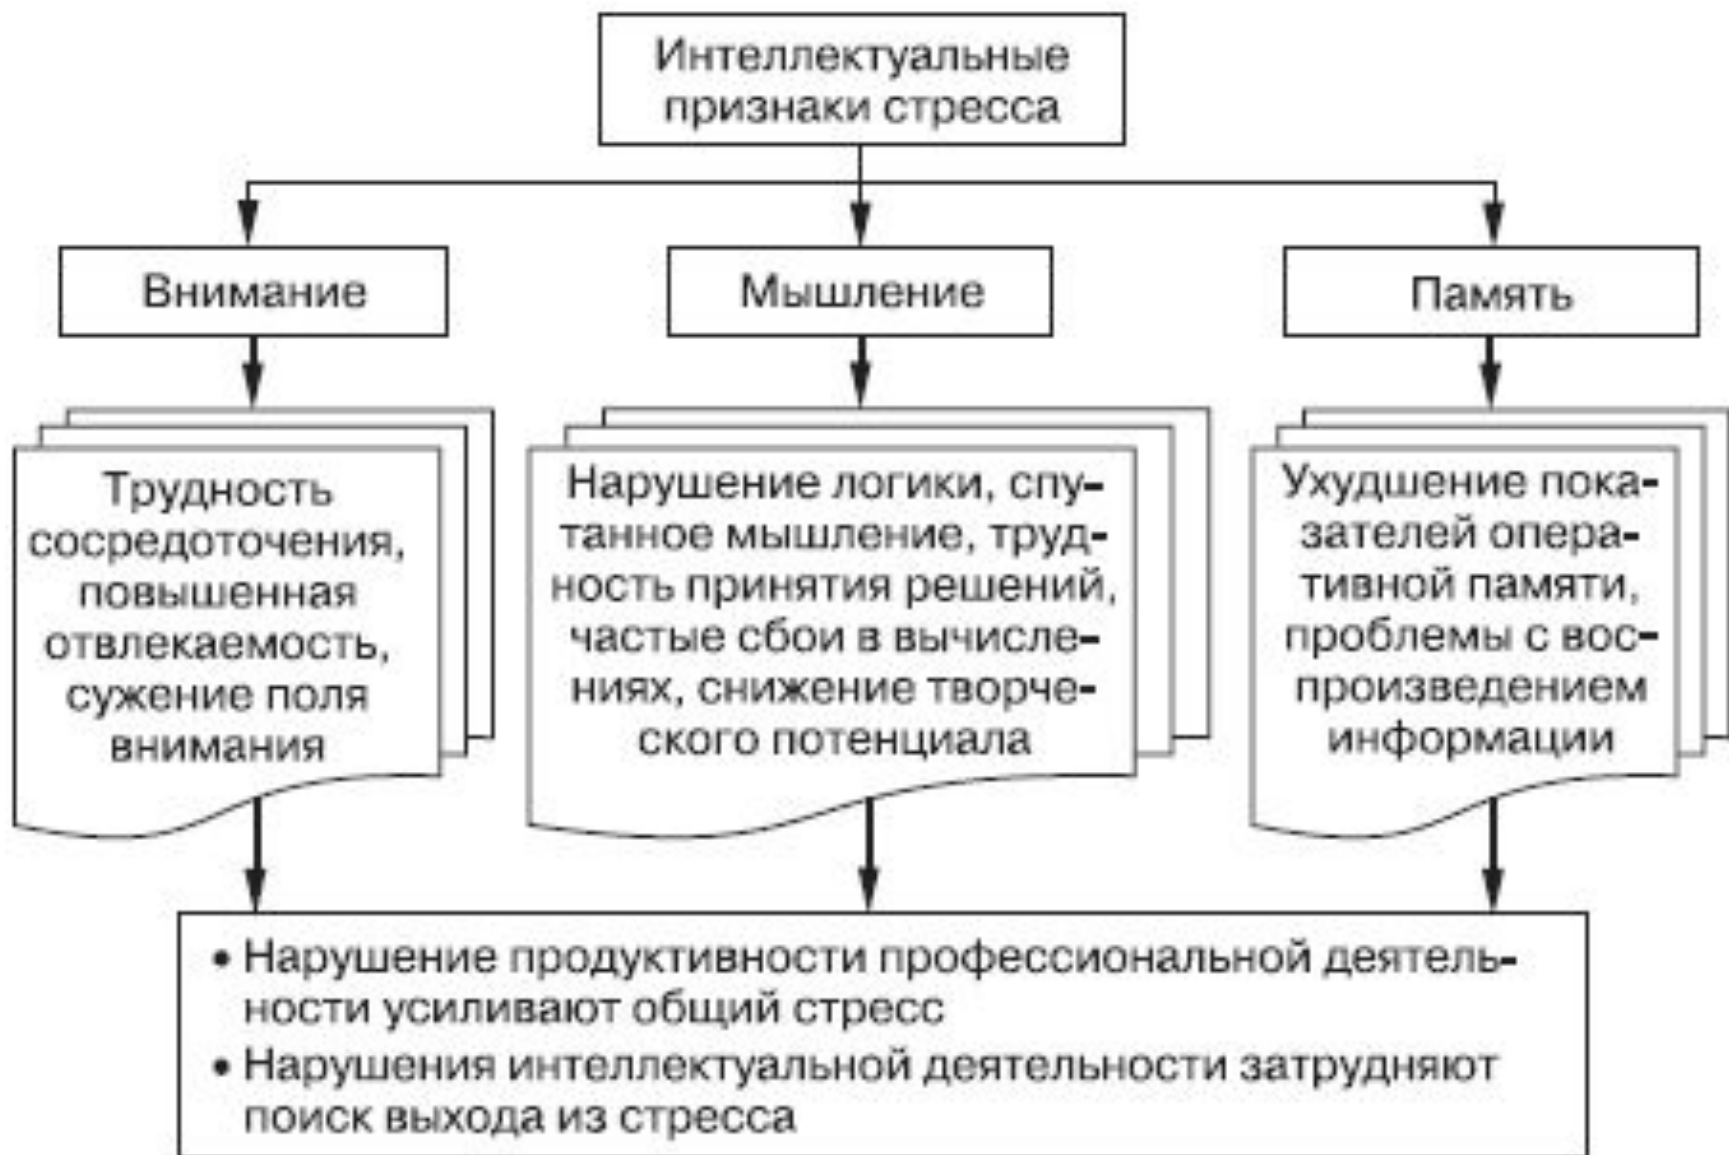 Интеллектуальные
признаки стресса
Внимание
Мышление
Память
Трудность
сосредоточения,
повышенная
отвлекаемость,
сужение поля
внимания
Нарушение логики, спу-
танное мышление, труд-
ность принятия решений,
частые сбои в вычисле-
ниях, снижение творче-
ского потенциала
Ухудшение пока-
зателей опера-
тивной памяти,
проблемы с вос-
произведением
информации
• Нарушение продуктивности профессиональной деятель-
ности усиливают общий стресс
• Нарушения интеллектуальной деятельности затрудняют
поиск выхода из стресса